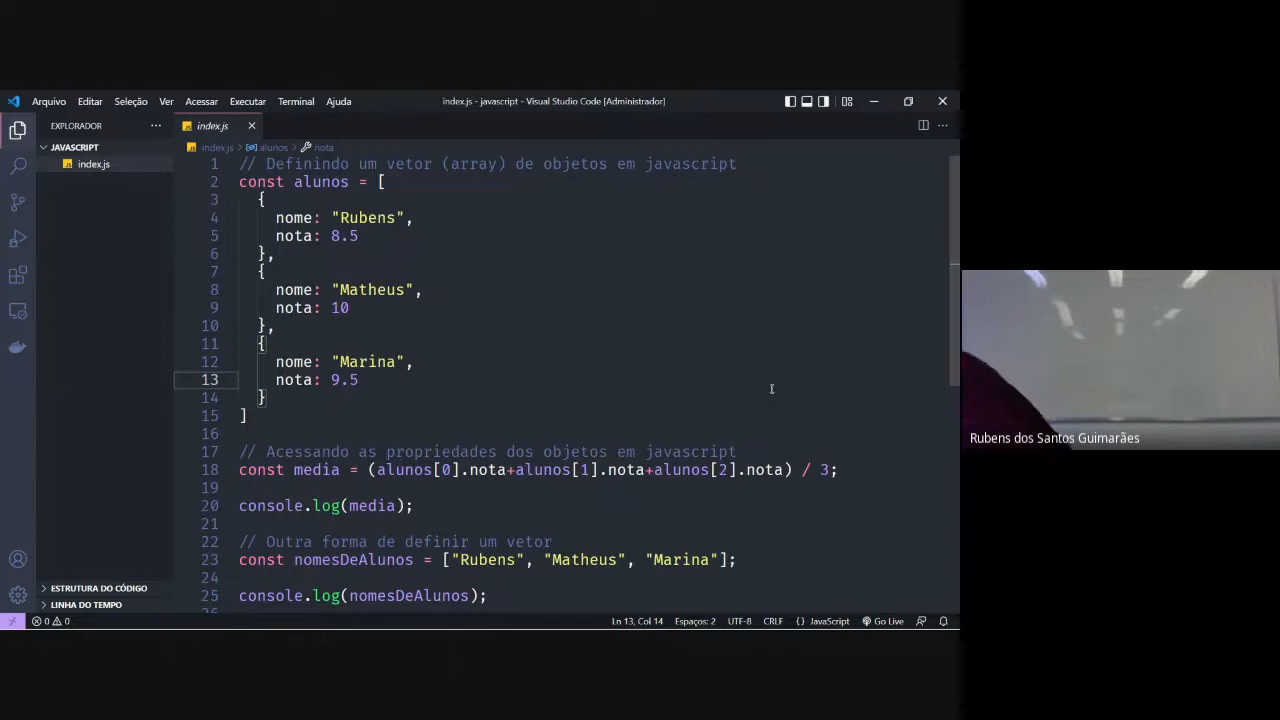 Arquivo Editar Seleção Ver Acessar Executar Terminal Ajuda index.js - javascript - Visual Studio Code [Administrador]
EXPLORADOR ... index.js
JAVASCRIPT index.js > alunos > nota
index.js
1 // Definindo um vetor (array) de objetos em javascript
2 const alunos = [
3 {
4 nome: "Rubens",
5 nota: 8.5
6 },
7 {
8 nome: "Matheus",
9 nota: 10
10 },
11 {
12 nome: "Marina",
13 nota: 9.5
14 }
15 ]
16
17 // Acessando as propriedades dos objetos em javascript
18 const media = (alunos[0].nota+alunos[1].nota+alunos[2].nota) / 3;
19
20 console.log(media);
21
22 // Outra forma de definir um vetor
23 const nomesDeAlunos = ["Rubens", "Matheus", "Marina"];
24
25 console.log(nomesDeAlunos);
ESTRUTURA DO CÓDIGO
LINHA DO TEMPO
0 0 Ln 13, Col 14 Espaços: 2 UTF-8 CRLF {} JavaScript Go Live
Rubens dos Santos Guimarães